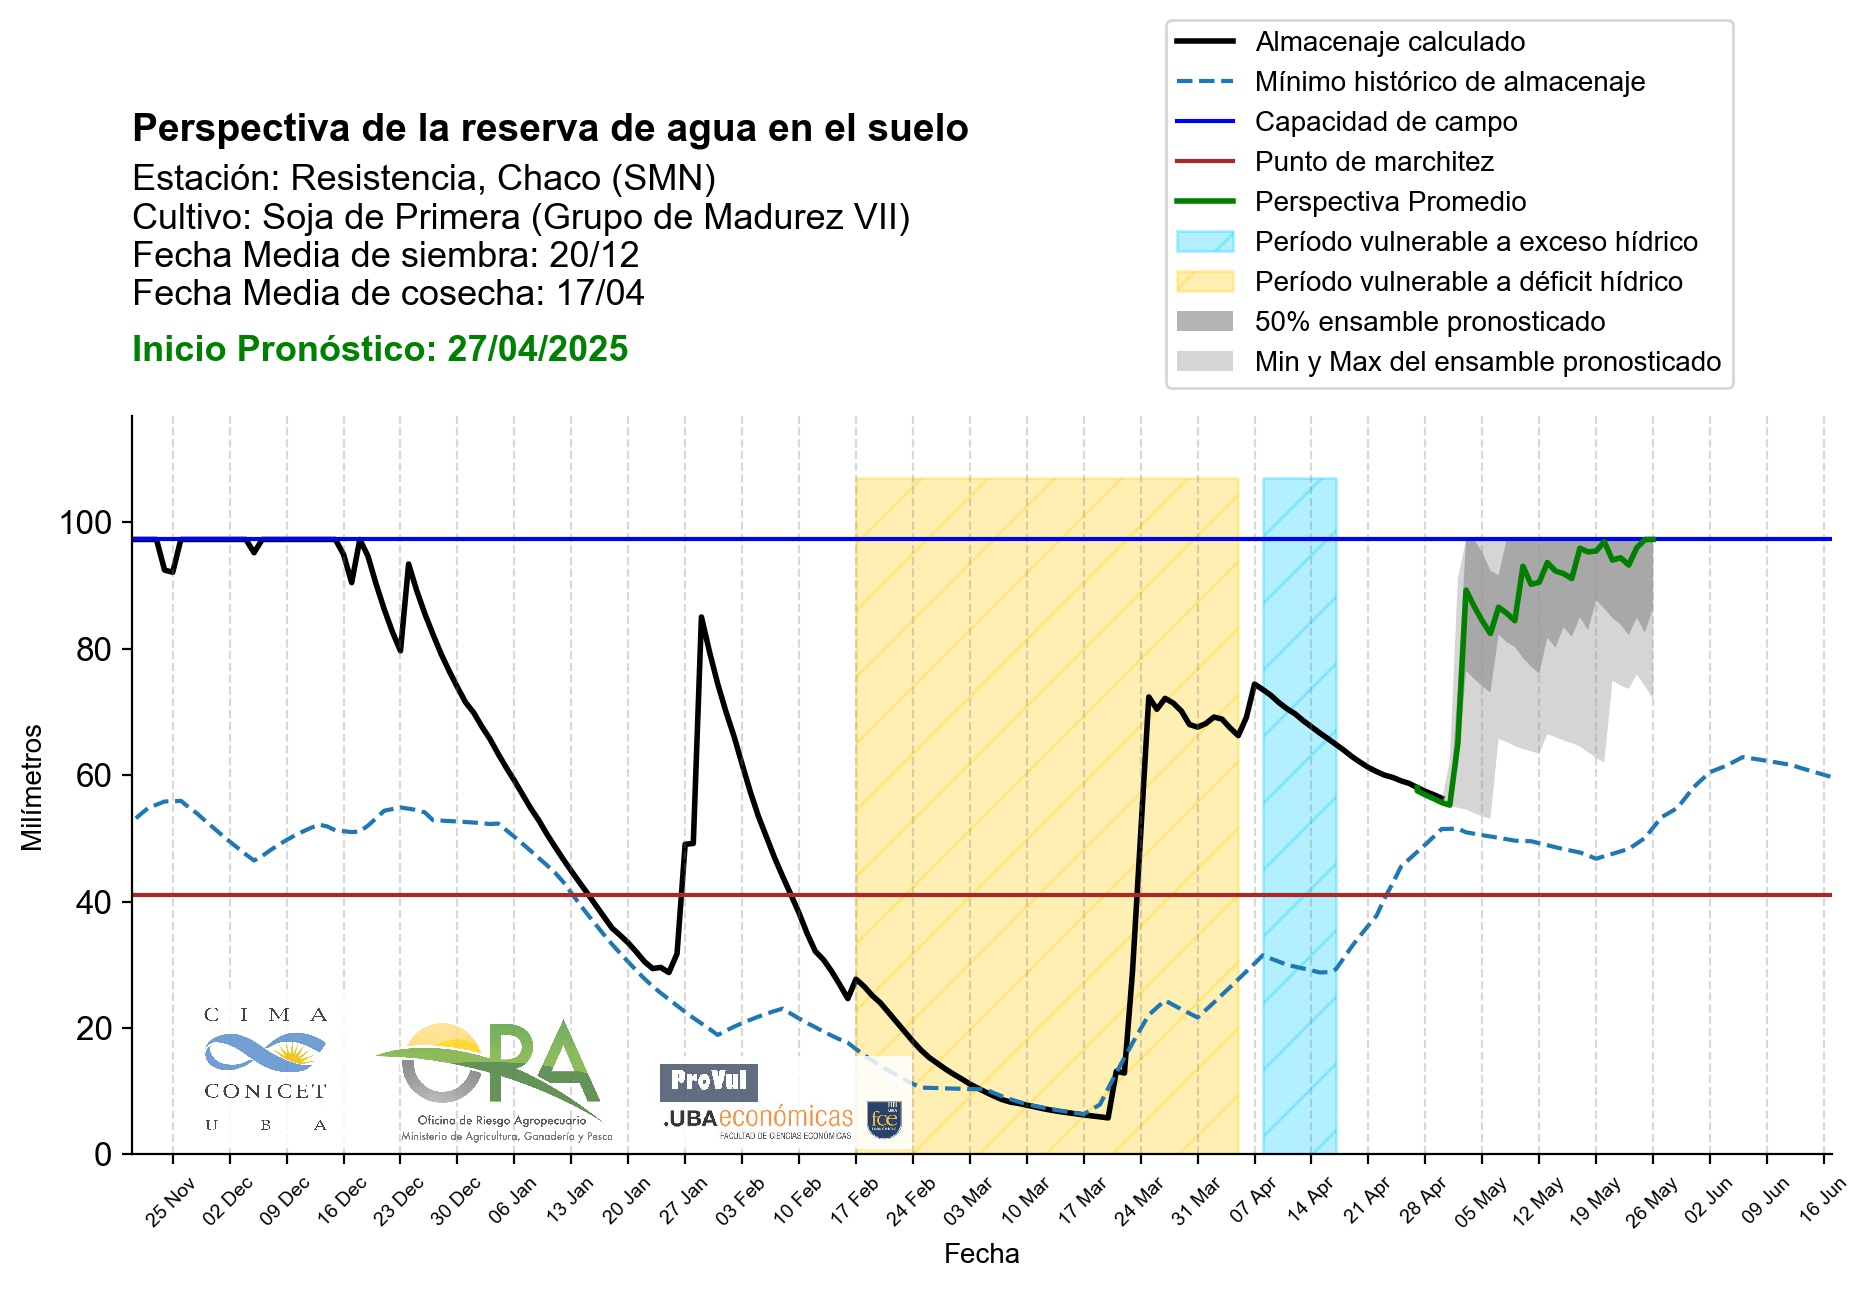 Almacenaje calculado
Mínimo histórico de almacenaje
Capacidad de campo
Punto de marchitez
Perspectiva Promedio
Período vulnerable a exceso hídrico
Período vulnerable a déficit hídrico
50% ensamble pronosticado
Min y Max del ensamble pronosticado
Perspectiva de la reserva de agua en el suelo
Estación: Resistencia, Chaco (SMN)
Cultivo: Soja de Primera (Grupo de Madurez VII)
Fecha Media de siembra: 20/12
Fecha Media de cosecha: 17/04
Inicio Pronóstico: 27/04/2025
Milímetros
100
80
60
40
20
0
CIMA
CONICET
UBA
ORA
Oficina de Riesgo Agropecuario
Ministerio de Agricultura, Ganadería y Pesca
ProVul
.UBAeconómicas
FACULTAD DE CIENCIAS ECONÓMICAS
UBA
fce
ECONÓMICAS
25 Nov
02 Dec
09 Dec
16 Dec
23 Dec
30 Dec
06 Jan
13 Jan
20 Jan
27 Jan
03 Feb
10 Feb
17 Feb
24 Feb
03 Mar
10 Mar
17 Mar
24 Mar
31 Mar
07 Apr
14 Apr
21 Apr
28 Apr
05 May
12 May
19 May
26 May
02 Jun
09 Jun
16 Jun
Fecha